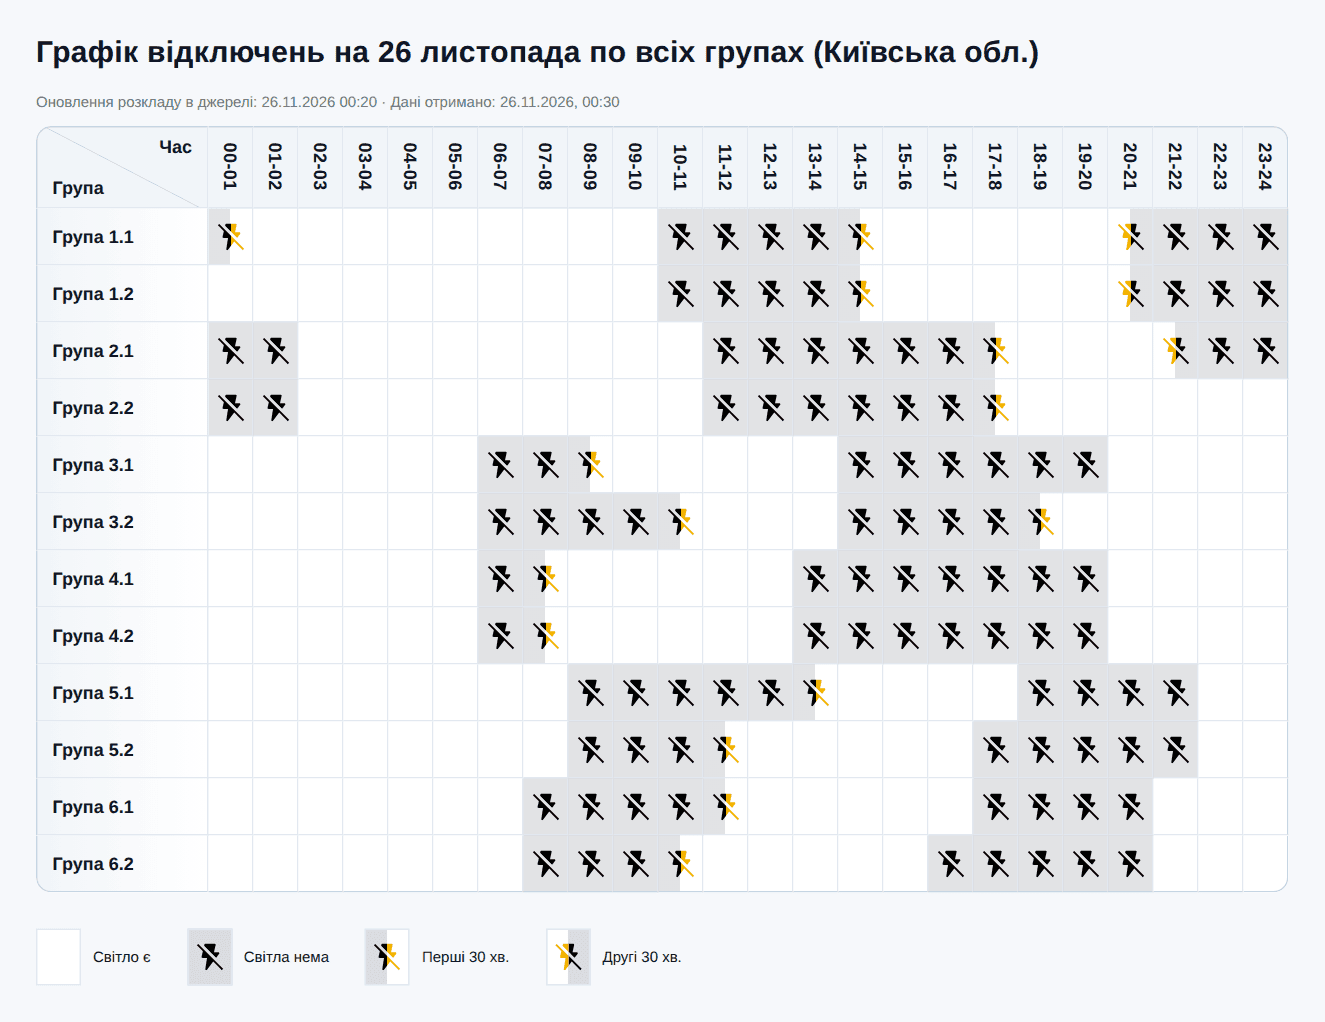 Графік відключень на 26 листопада по всіх групах (Київська обл.)
Оновлення розкладу в джерелі: 26.11.2026 00:20 · Дані отримано: 26.11.2026, 00:30
Час
Група
00-01 01-02 02-03 03-04 04-05 05-06 06-07 07-08 08-09 09-10 10-11 11-12 12-13 13-14 14-15 15-16 16-17 17-18 18-19 19-20 20-21 21-22 22-23 23-24
Група 1.1
Група 1.2
Група 2.1
Група 2.2
Група 3.1
Група 3.2
Група 4.1
Група 4.2
Група 5.1
Група 5.2
Група 6.1
Група 6.2
Світло є Світла нема Перші 30 хв. Другі 30 хв.